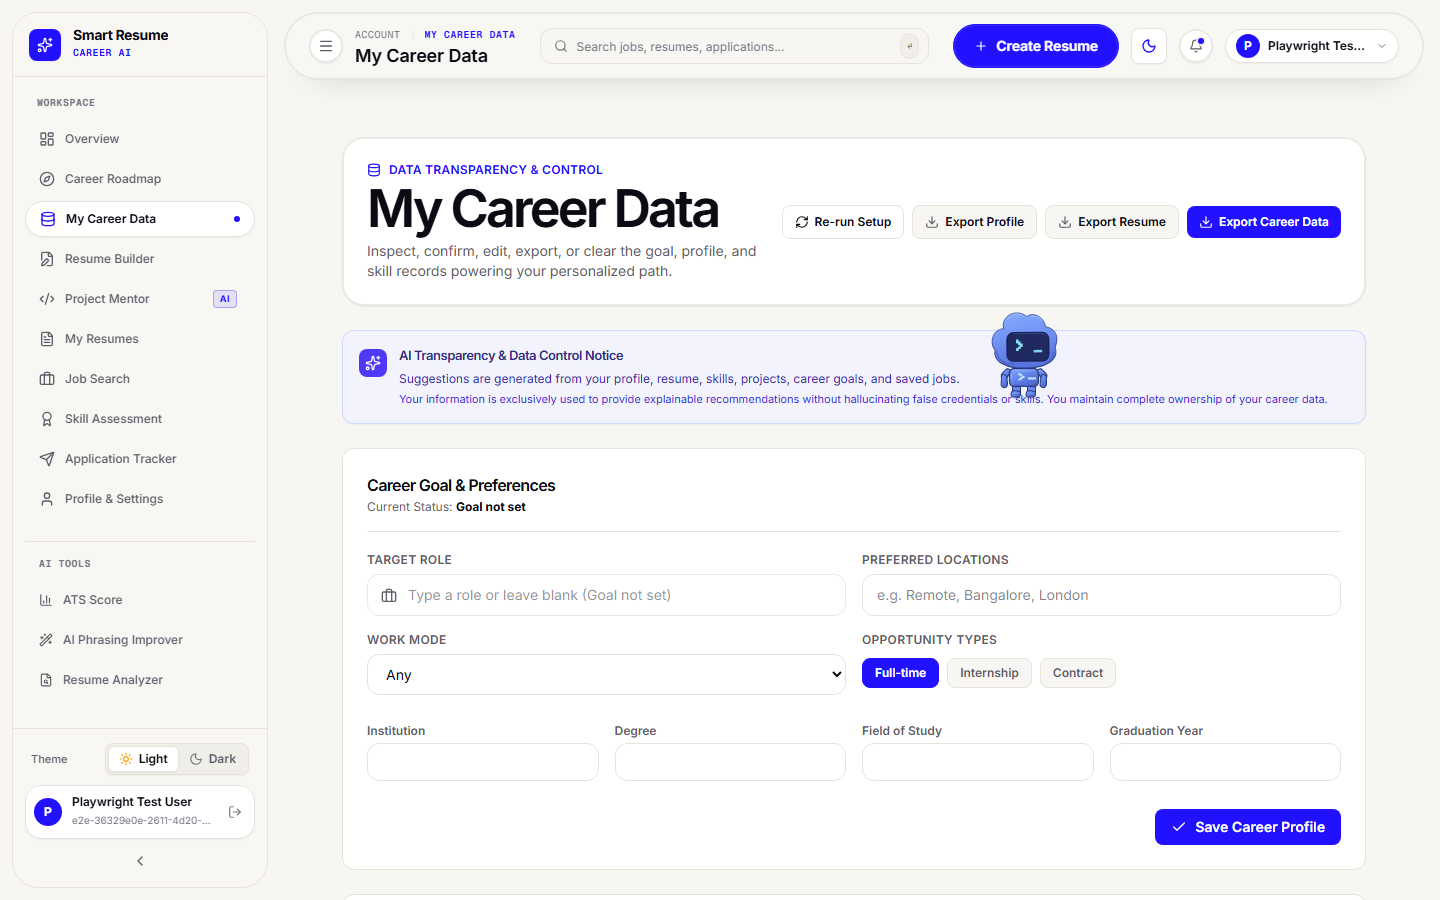 Smart Resume
CAREER AI
WORKSPACE
Overview
Career Roadmap
My Career Data
Resume Builder
Project Mentor AI
My Resumes
Job Search
Skill Assessment
Application Tracker
Profile & Settings
AI TOOLS
ATS Score
AI Phrasing Improver
Resume Analyzer
Theme Light Dark
P Playwright Test User
e2e-36329e0e-2611-4d20-...
ACCOUNT > MY CAREER DATA
My Career Data
Search jobs, resumes, applications... ↵
+ Create Resume
P Playwright Tes...
DATA TRANSPARENCY & CONTROL
My Career Data
Inspect, confirm, edit, export, or clear the goal, profile, and
skill records powering your personalized path.
Re-run Setup
Export Profile
Export Resume
Export Career Data
AI Transparency & Data Control Notice
Suggestions are generated from your profile, resume, skills, projects, career goals, and saved jobs.
Your information is exclusively used to provide explainable recommendations without hallucinating false credentials or skills. You maintain complete ownership of your career data.
Career Goal & Preferences
Current Status: Goal not set
TARGET ROLE
Type a role or leave blank (Goal not set)
PREFERRED LOCATIONS
e.g. Remote, Bangalore, London
WORK MODE
Any
OPPORTUNITY TYPES
Full-time Internship Contract
Institution
Degree
Field of Study
Graduation Year
Save Career Profile